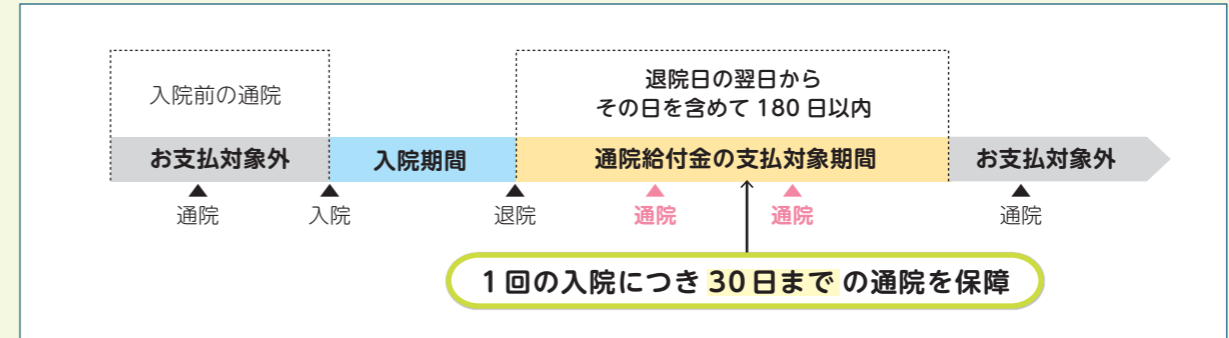 入院前の通院
退院日の翌日から
その日を含めて 180 日以内
お支払対象外
入院期間
通院給付金の支払対象期間
お支払対象外
通院
入院
退院
通院
通院
通院
1 回の入院につき 30 日まで の通院を保障